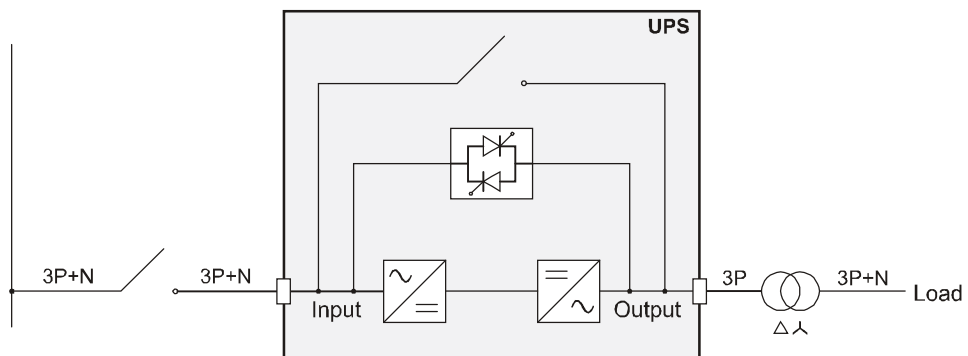 UPS
3P+N
3P+N
Input
Output
3P
3P+N
Load